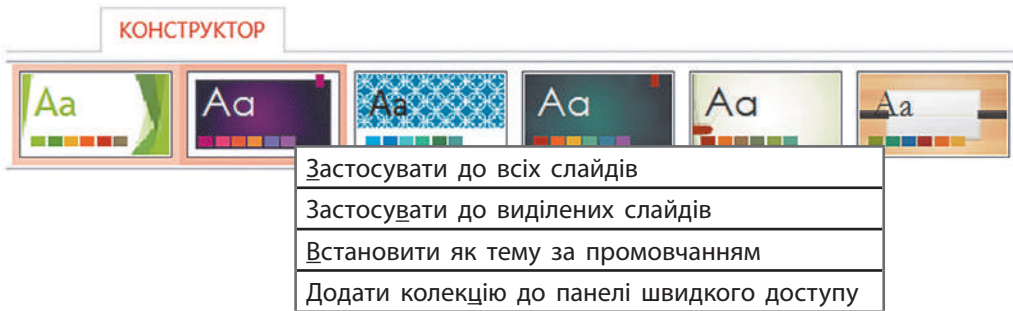 КОНСТРУКТОР
Aa Aa Aa Aa Aa Aa
Застосувати до всіх слайдів
Застосувати до виділених слайдів
Встановити як тему за промовчанням
Додати колекцію до панелі швидкого доступу